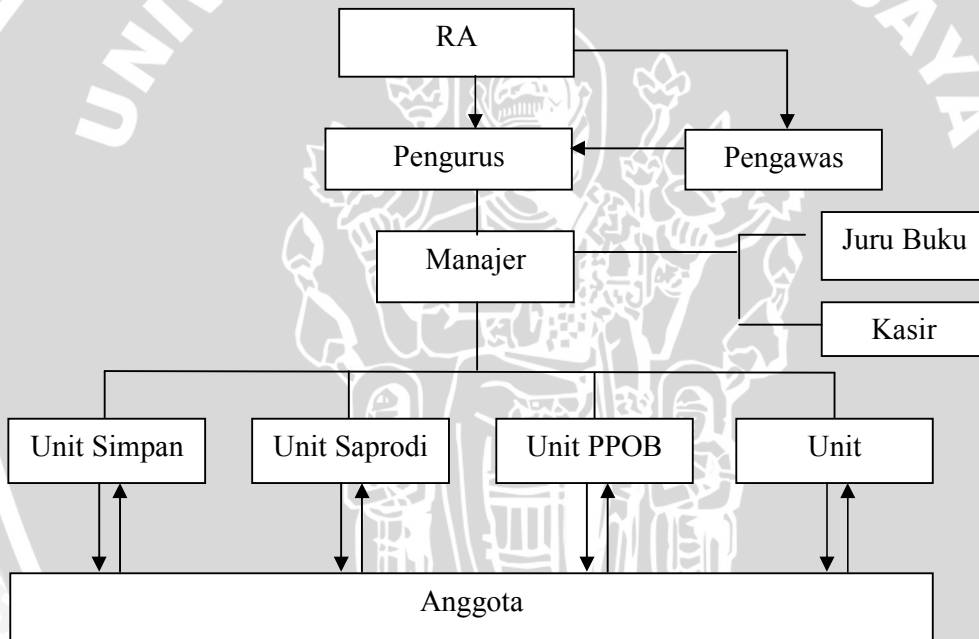 RA
Pengurus
Pengawas
Manajer
Juru Buku
Kasir
Unit Simpan
Unit Saprodi
Unit PPOB
Unit
Anggota